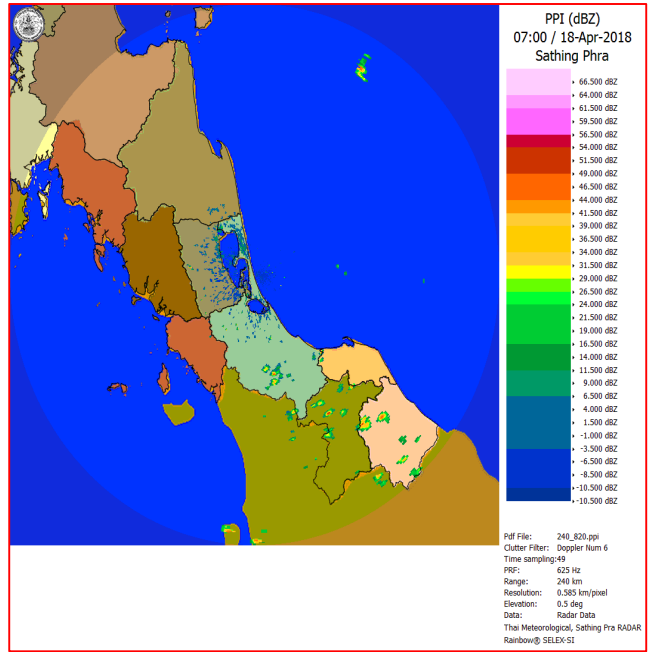 PPI (dBZ)
07:00 / 18-Apr-2018
Sathing Phra
66.500 dBZ
64.000 dBZ
61.500 dBZ
59.500 dBZ
56.500 dBZ
54.000 dBZ
51.500 dBZ
49.000 dBZ
46.500 dBZ
44.000 dBZ
41.500 dBZ
39.000 dBZ
36.500 dBZ
34.000 dBZ
31.500 dBZ
29.000 dBZ
26.500 dBZ
24.000 dBZ
21.500 dBZ
19.000 dBZ
16.500 dBZ
14.000 dBZ
11.500 dBZ
9.000 dBZ
6.500 dBZ
4.000 dBZ
1.500 dBZ
-1.000 dBZ
-3.500 dBZ
-6.500 dBZ
-8.500 dBZ
-10.500 dBZ
-10.500 dBZ
Pdf File: 240_820.ppi
Clutter Filter: Doppler Num 6
Time sampling:49
PRF: 625 Hz
Range: 240 km
Resolution: 0.585 km/pixel
Elevation: 0.5 deg
Data: Radar Data
Thai Meteorological, Sathing Pra RADAR
Rainbow® SELEX-SI